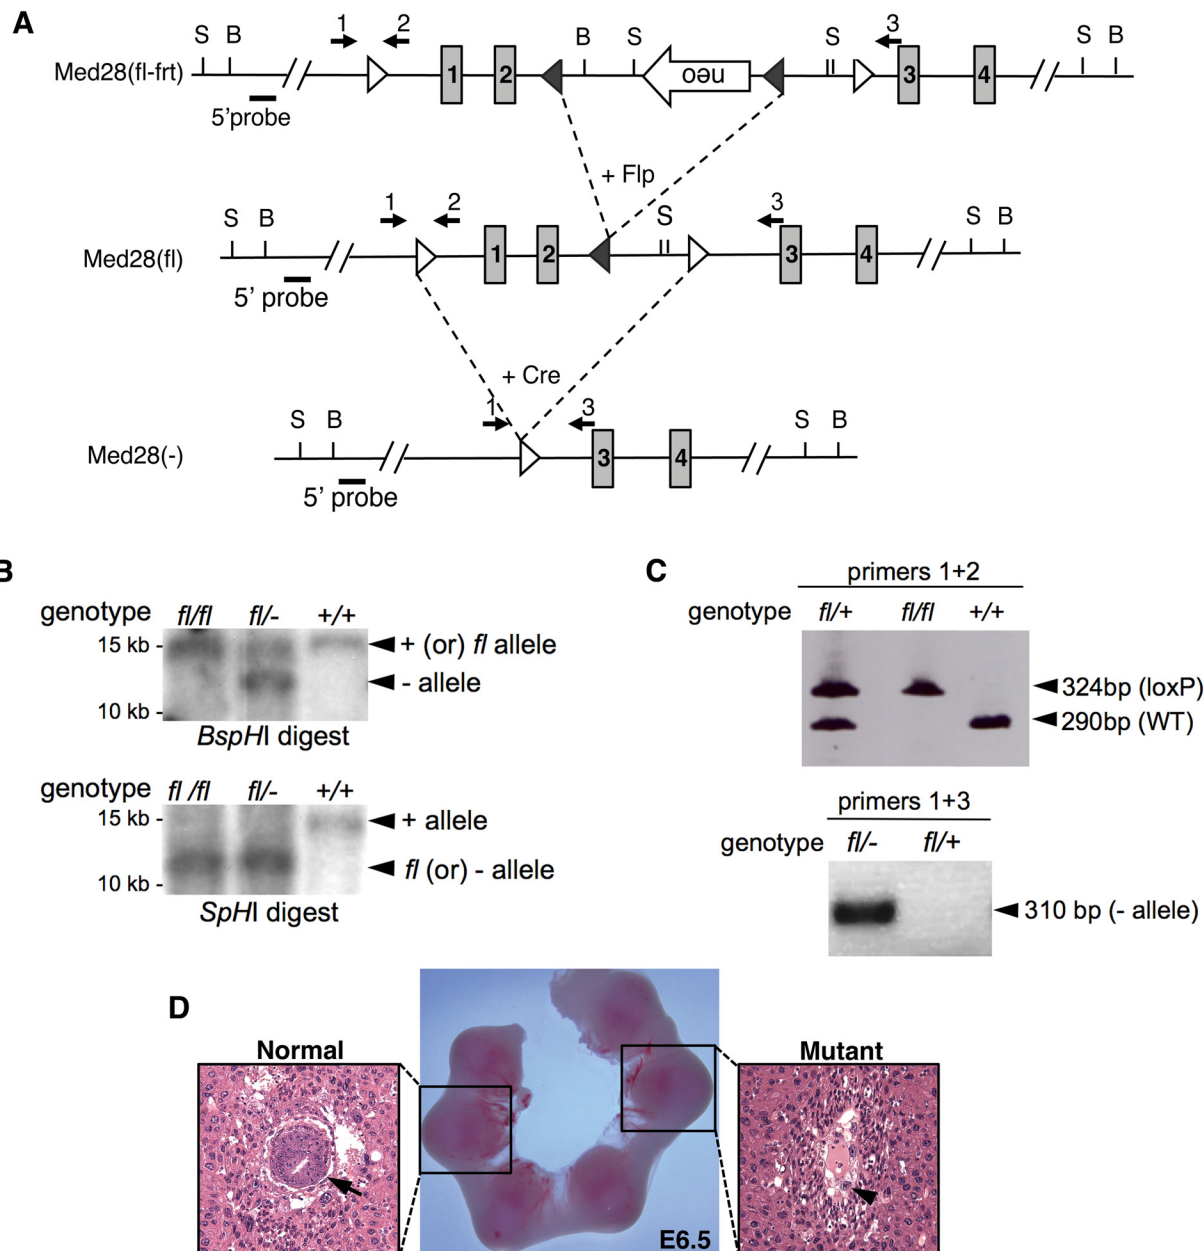 A
1 2 B S S 3 S B
S B
Med28(fl-frt) 1 2 neo 3 4
5'probe
+ Flp
1 2 S 3 S B
S B
Med28(fl) 1 2 3 4
5' probe
+ Cre
1 3
S B S B
Med28(-) 3 4
5' probe
B
genotype fl/fl fl/- +/+
15 kb - + (or) fl allele
- allele
10 kb -
BspHI digest
genotype fl /fl fl/- +/+
15 kb - + allele
fl (or) - allele
10 kb -
SpHI digest
C
primers 1+2
genotype fl/+ fl/fl +/+
324bp (loxP)
290bp (WT)
primers 1+3
genotype fl/- fl/+
310 bp (- allele)
D
Normal
Mutant
E6.5